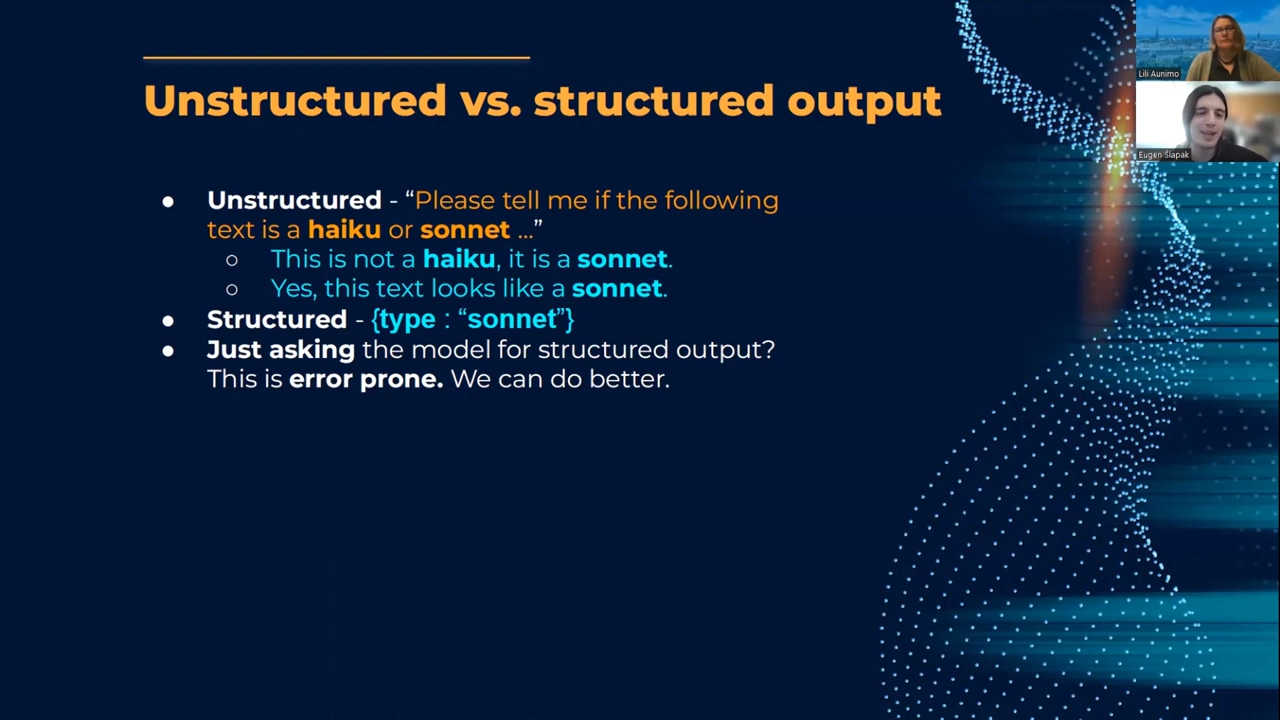 Unstructured vs. structured output
Lili Aunimo
Eugen Šlapak
● Unstructured - “Please tell me if the following
text is a haiku or sonnet ...”
○ This is not a haiku, it is a sonnet.
○ Yes, this text looks like a sonnet.
● Structured - {type : “sonnet”}
● Just asking the model for structured output?
This is error prone. We can do better.